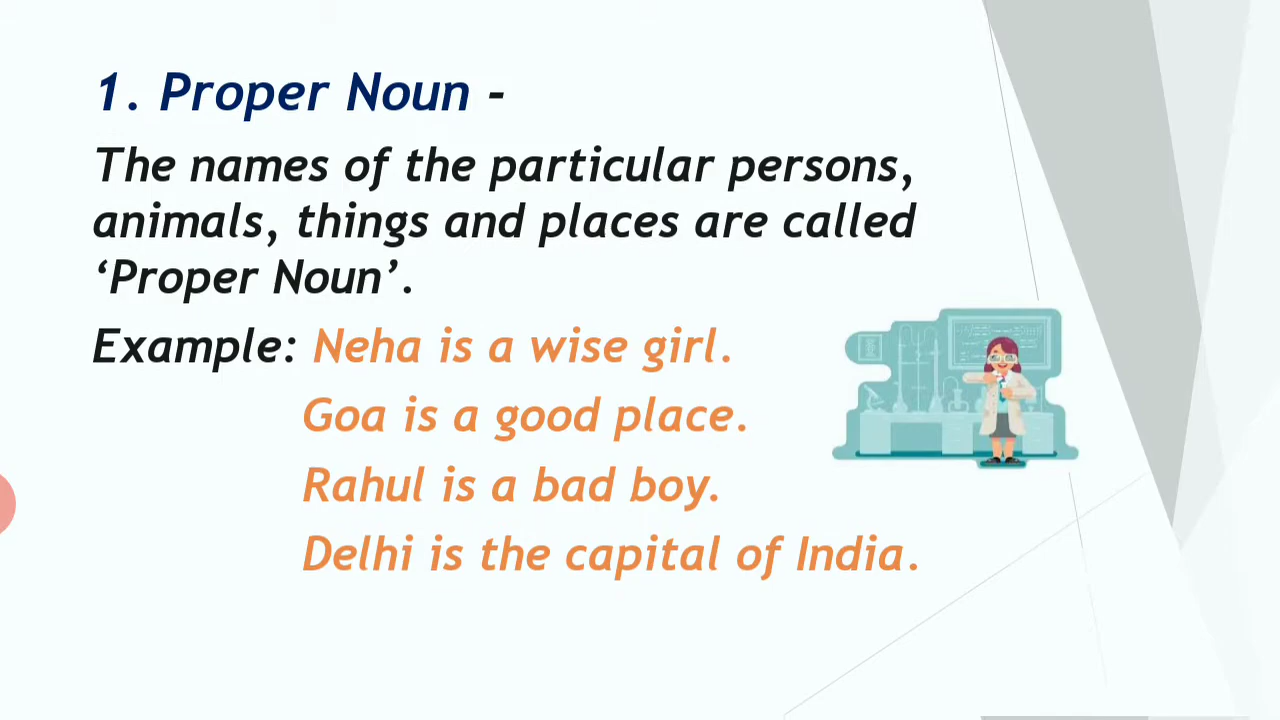 1. Proper Noun -
The names of the particular persons,
animals, things and places are called
‘Proper Noun’.
Example: Neha is a wise girl.
Goa is a good place.
Rahul is a bad boy.
Delhi is the capital of India.